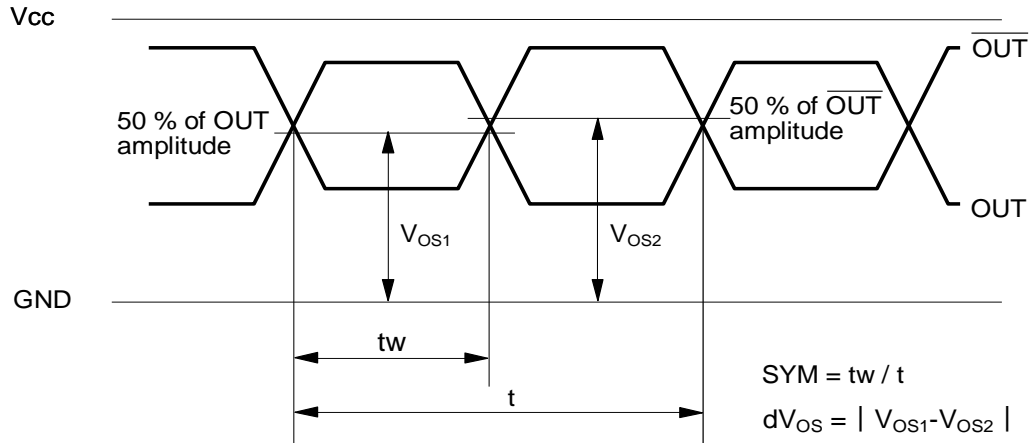 Vcc
OUT
50 % of OUT
amplitude
50 % of OUT
amplitude
VOS1
VOS2
OUT
GND
tw
t
SYM = tw / t
dVOS = | VOS1-VOS2 |